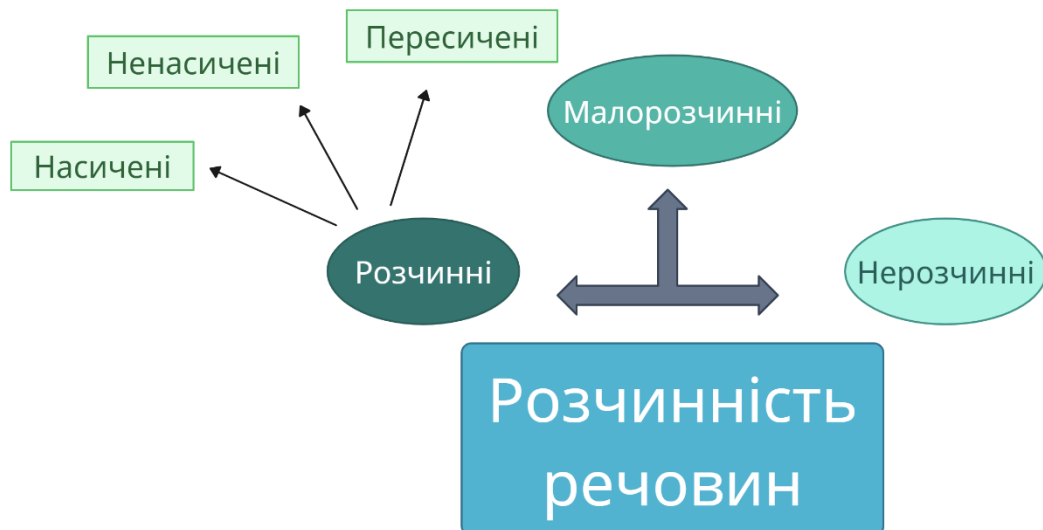 Пересичені
Ненасичені
Насичені
Малорозчинні
Розчинні
Нерозчинні
Розчинність
речовин